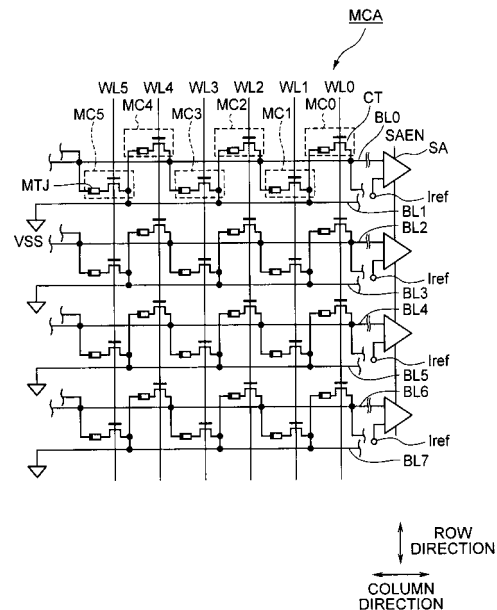 MCA
WL5 WL4 WL3 WL2 WL1 WL0
MC5 MC4 MC3 MC2 MC1 MC0 CT
BL0
SAEN
SA
MTJ
Iref
BL1
VSS
BL2
Iref
BL3
BL4
Iref
BL5
BL6
Iref
BL7
ROW
DIRECTION
COLUMN
DIRECTION